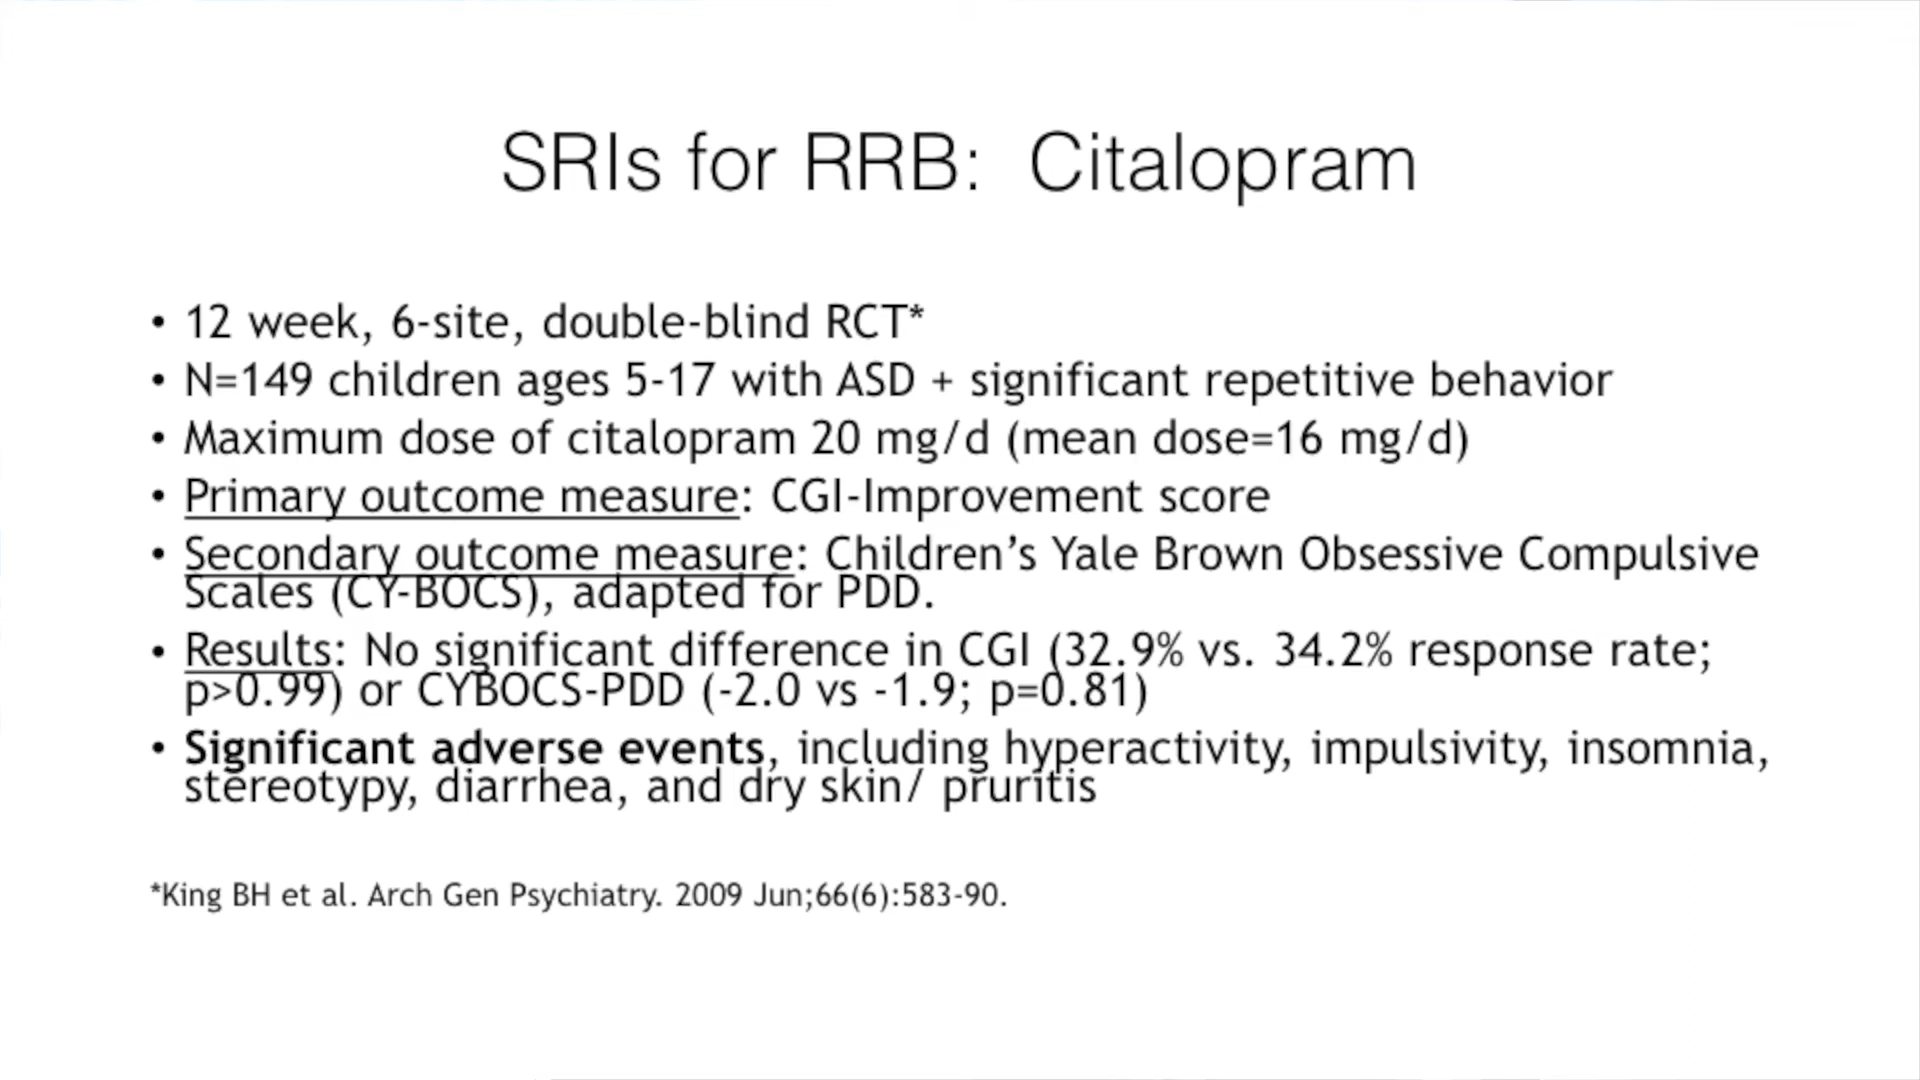 SRIs for RRB: Citalopram
• 12 week, 6-site, double-blind RCT*
• N=149 children ages 5-17 with ASD + significant repetitive behavior
• Maximum dose of citalopram 20 mg/d (mean dose=16 mg/d)
• Primary outcome measure: CGI-Improvement score
• Secondary outcome measure: Children’s Yale Brown Obsessive Compulsive
Scales (CY-BOCS), adapted for PDD.
• Results: No significant difference in CGI (32.9% vs. 34.2% response rate;
p>0.99) or CYBOCS-PDD (-2.0 vs -1.9; p=0.81)
• Significant adverse events, including hyperactivity, impulsivity, insomnia,
stereotypy, diarrhea, and dry skin/ pruritis
*King BH et al. Arch Gen Psychiatry. 2009 Jun;66(6):583-90.